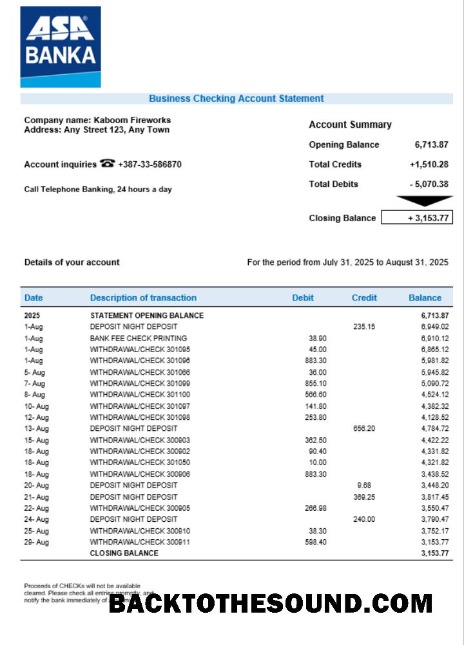 ASA
BANKA
Business Checking Account Statement
Company name: Kaboom Fireworks
Address: Any Street 123, Any Town
Account inquiries ☎ +387-33-586870
Call Telephone Banking, 24 hours a day
Account Summary
Opening Balance 6,713.87
Total Credits +1,510.28
Total Debits - 5,070.38
Closing Balance + 3,153.77
Details of your account For the period from July 31, 2025 to August 31, 2025
Date Description of transaction Debit Credit Balance
2025 STATEMENT OPENING BALANCE 6,713.87
1-Aug DEPOSIT NIGHT DEPOSIT 235.15 6,949.02
1-Aug BANK FEE CHECK PRINTING 38.90 6,910.12
1-Aug WITHDRAWAL/CHECK 301095 45.00 6,865.12
1-Aug WITHDRAWAL/CHECK 301096 883.30 5,981.82
5- Aug WITHDRAWAL/CHECK 301066 36.00 5,945.82
7- Aug WITHDRAWAL/CHECK 301099 855.10 5,090.72
8- Aug WITHDRAWAL/CHECK 301100 566.60 4,524.12
10- Aug WITHDRAWAL/CHECK 301097 141.80 4,382.32
12- Aug WITHDRAWAL/CHECK 301098 253.80 4,128.52
13- Aug DEPOSIT NIGHT DEPOSIT 656.20 4,784.72
15- Aug WITHDRAWAL/CHECK 300903 362.50 4,422.22
18- Aug WITHDRAWAL/CHECK 300902 90.40 4,331.82
18- Aug WITHDRAWAL/CHECK 301050 10.00 4,321.82
18- Aug WITHDRAWAL/CHECK 300906 883.30 3,438.52
20- Aug DEPOSIT NIGHT DEPOSIT 9.68 3,448.20
21- Aug DEPOSIT NIGHT DEPOSIT 369.25 3,817.45
22- Aug WITHDRAWAL/CHECK 300905 266.98 3,550.47
24- Aug DEPOSIT NIGHT DEPOSIT 240.00 3,790.47
25- Aug WITHDRAWAL/CHECK 300910 38.30 3,752.17
29- Aug WITHDRAWAL/CHECK 300911 598.40 3,153.77
CLOSING BALANCE 3,153.77
Proceeds of CHECKs will not be available
cleared. Please check all entries promptly, and
notify the bank immediately of
BACKTOTHESOUND.COM